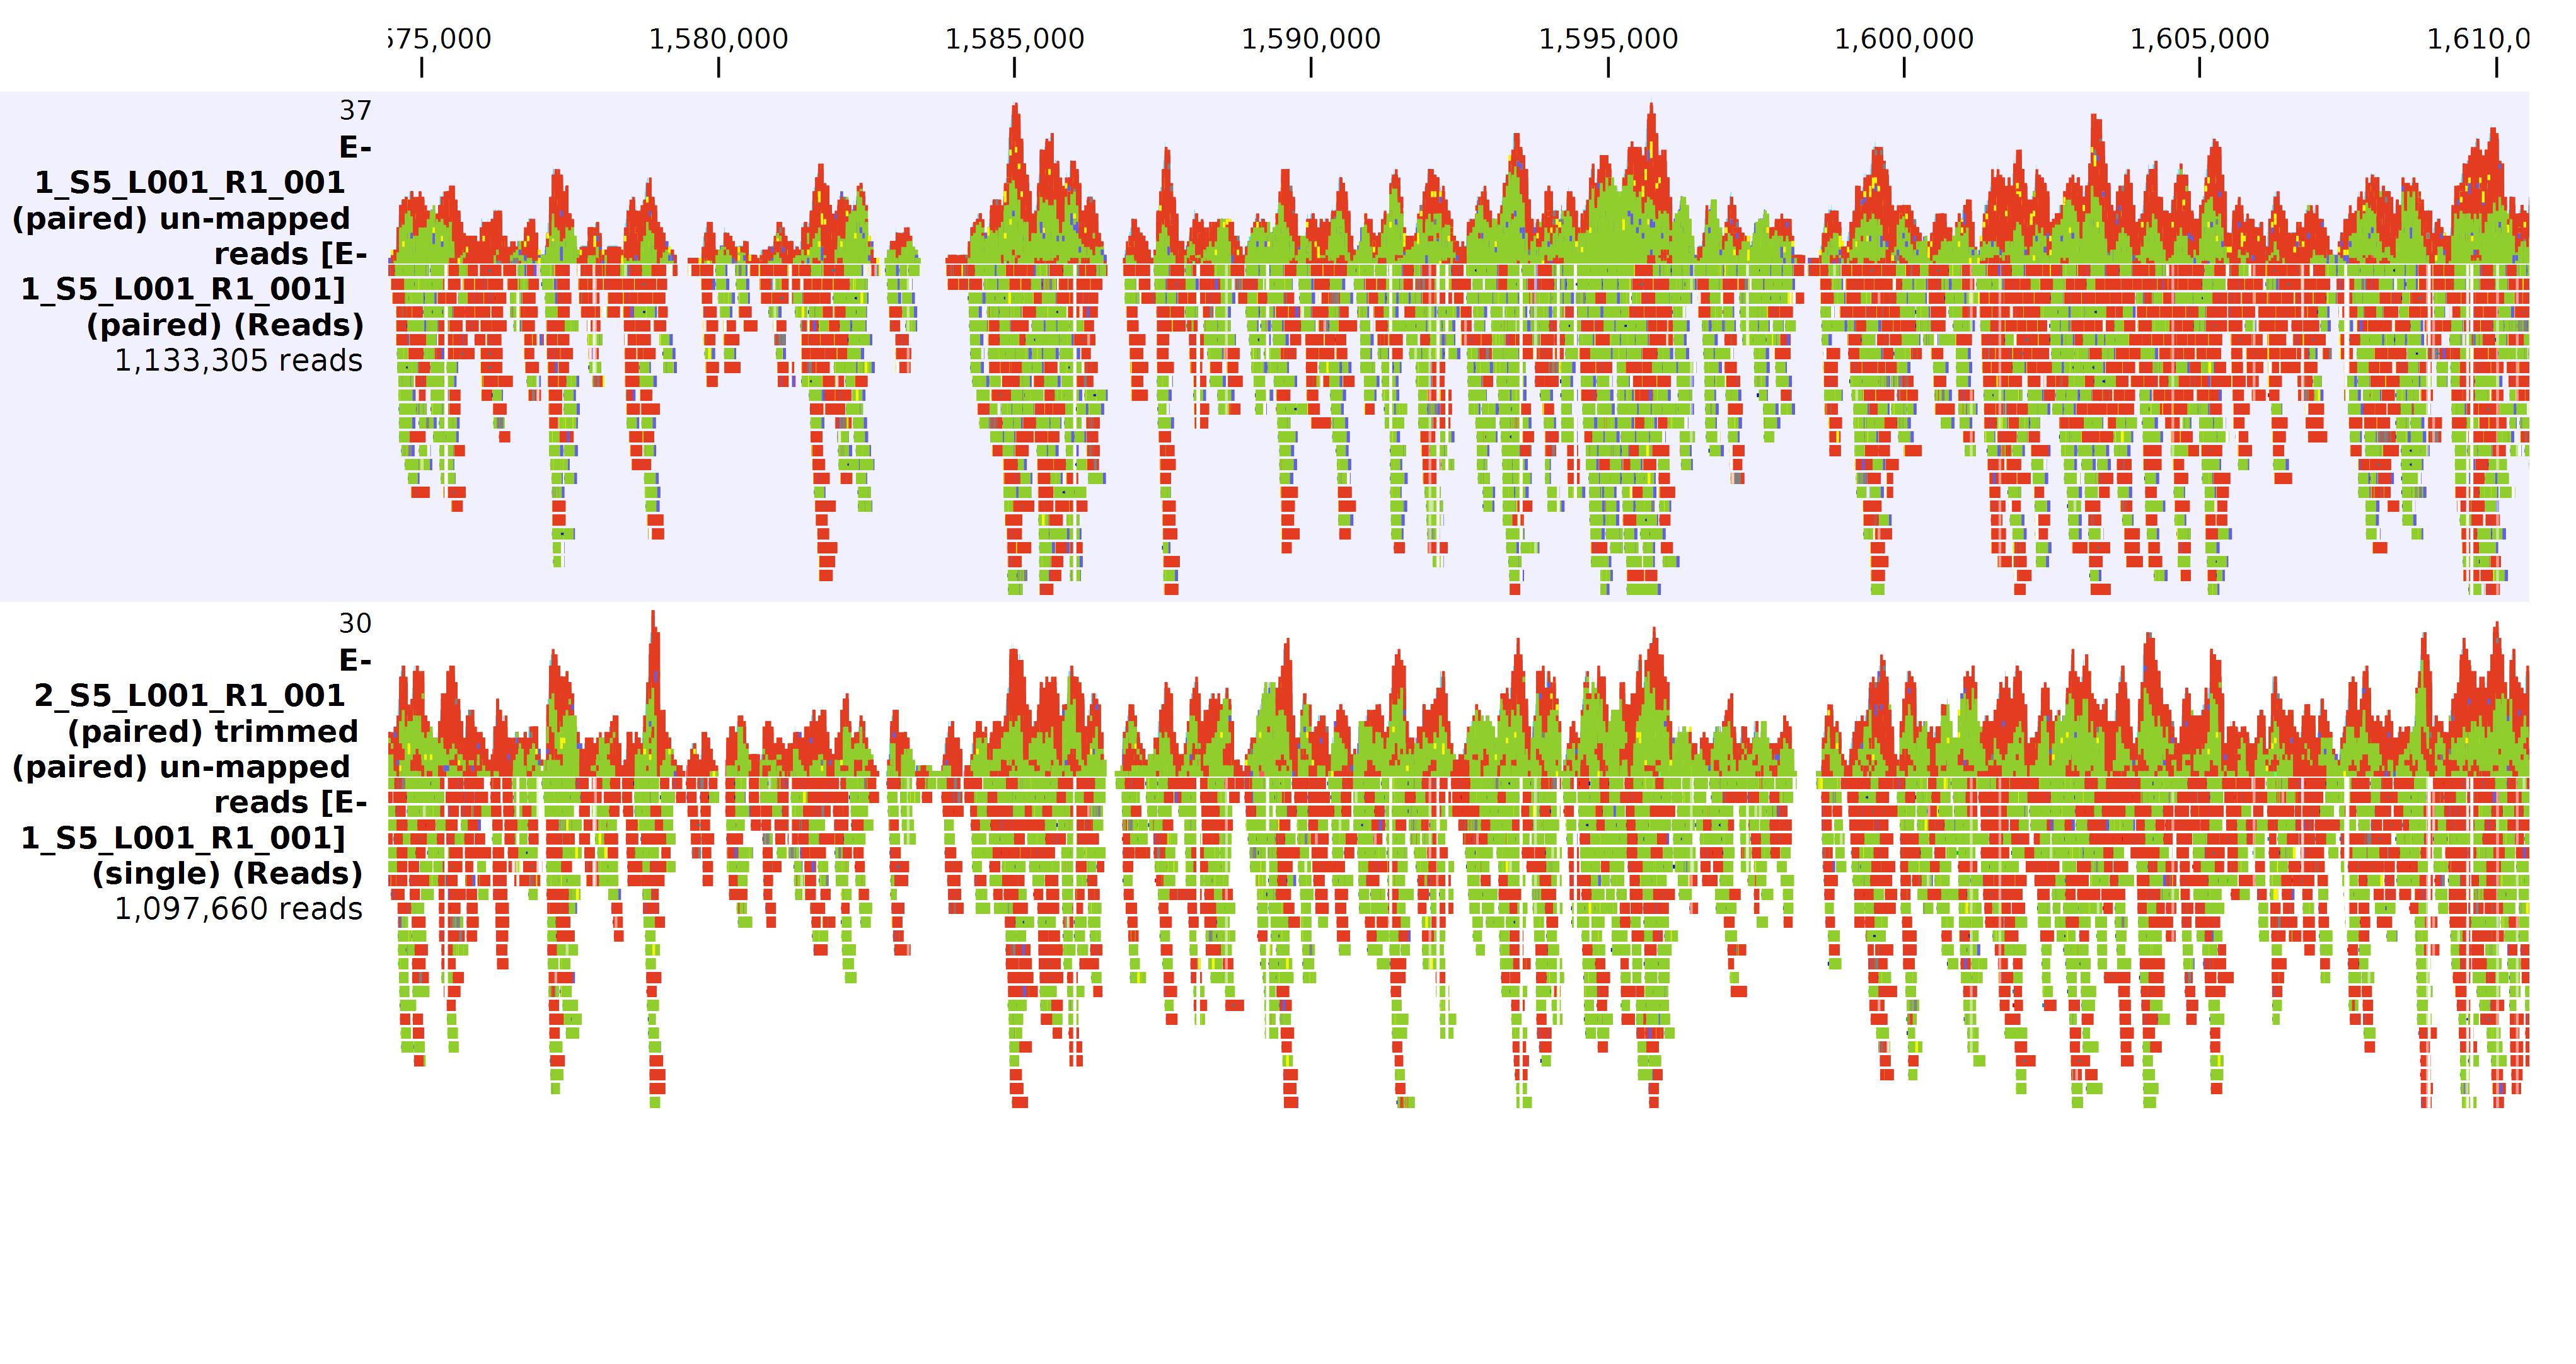 575,000 1,580,000 1,585,000 1,590,000 1,595,000 1,600,000 1,605,000 1,610,0
37
E-
1_S5_L001_R1_001
(paired) un-mapped
reads [E-
1_S5_L001_R1_001]
(paired) (Reads)
1,133,305 reads
30
E-
2_S5_L001_R1_001
(paired) trimmed
(paired) un-mapped
reads [E-
1_S5_L001_R1_001]
(single) (Reads)
1,097,660 reads